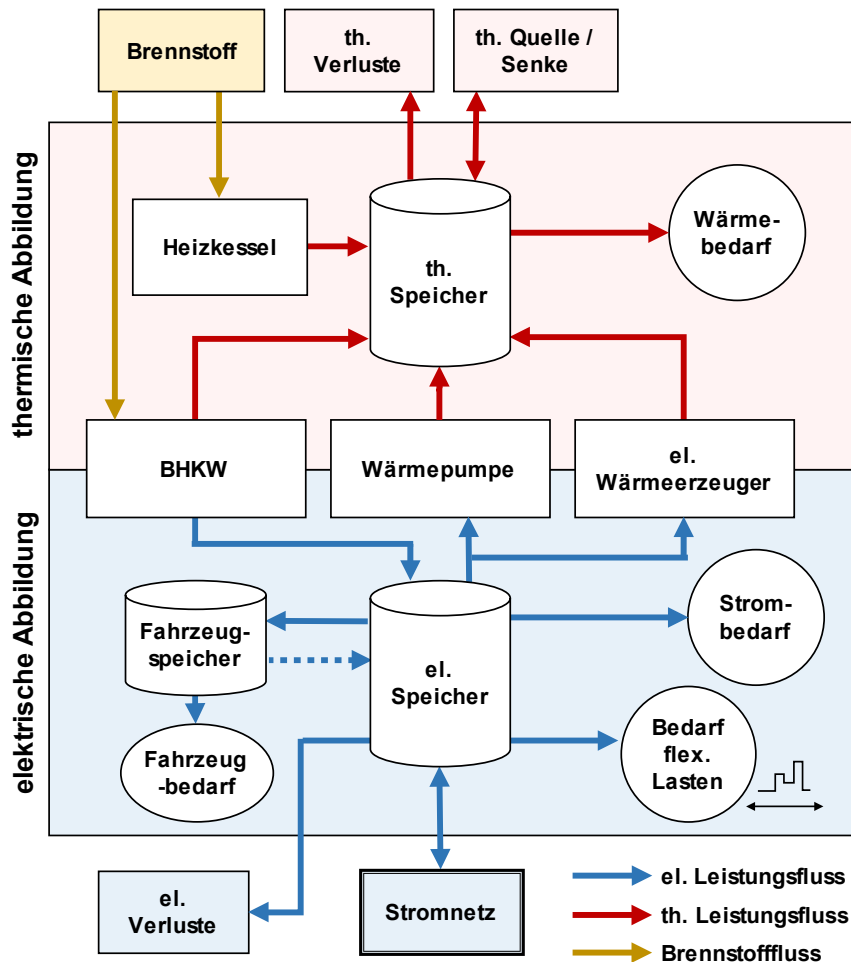 Brennstoff
th.
Verluste
th. Quelle /
Senke
thermische Abbildung
Heizkessel
th.
Speicher
Wärme-
bedarf
BHKW
Wärmepumpe
el.
Wärmeerzeuger
elektrische Abbildung
Fahrzeug-
speicher
el.
Speicher
Strom-
bedarf
Fahrzeug
-bedarf
Bedarf
flex.
Lasten
el.
Verluste
Stromnetz
el. Leistungsfluss
th. Leistungsfluss
Brennstofffluss